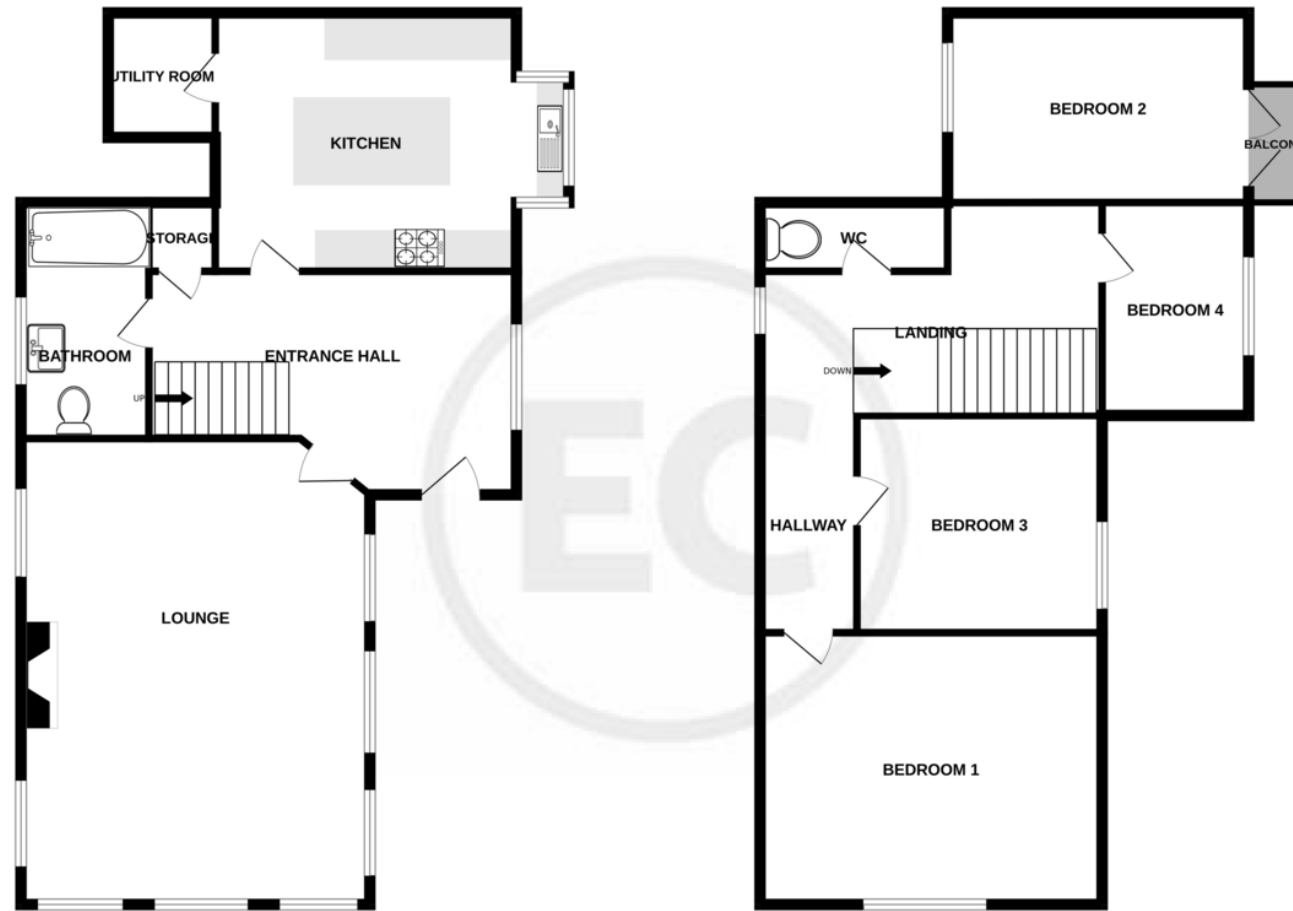 UTILITY ROOM
KITCHEN
STORAGE
BATHROOM
ENTRANCE HALL
UP
LOUNGE
EC
BEDROOM 2
BALCON
WC
BEDROOM 4
LANDING
DOWN
HALLWAY
BEDROOM 3
BEDROOM 1